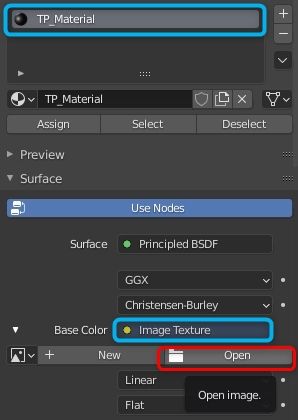 TP_Material
TP_Material
Assign Select Deselect
Preview
Surface
Use Nodes
Surface Principled BSDF
GGX
Christensen-Burley
Base Color Image Texture
New Open
Linear
Open image.
Flat